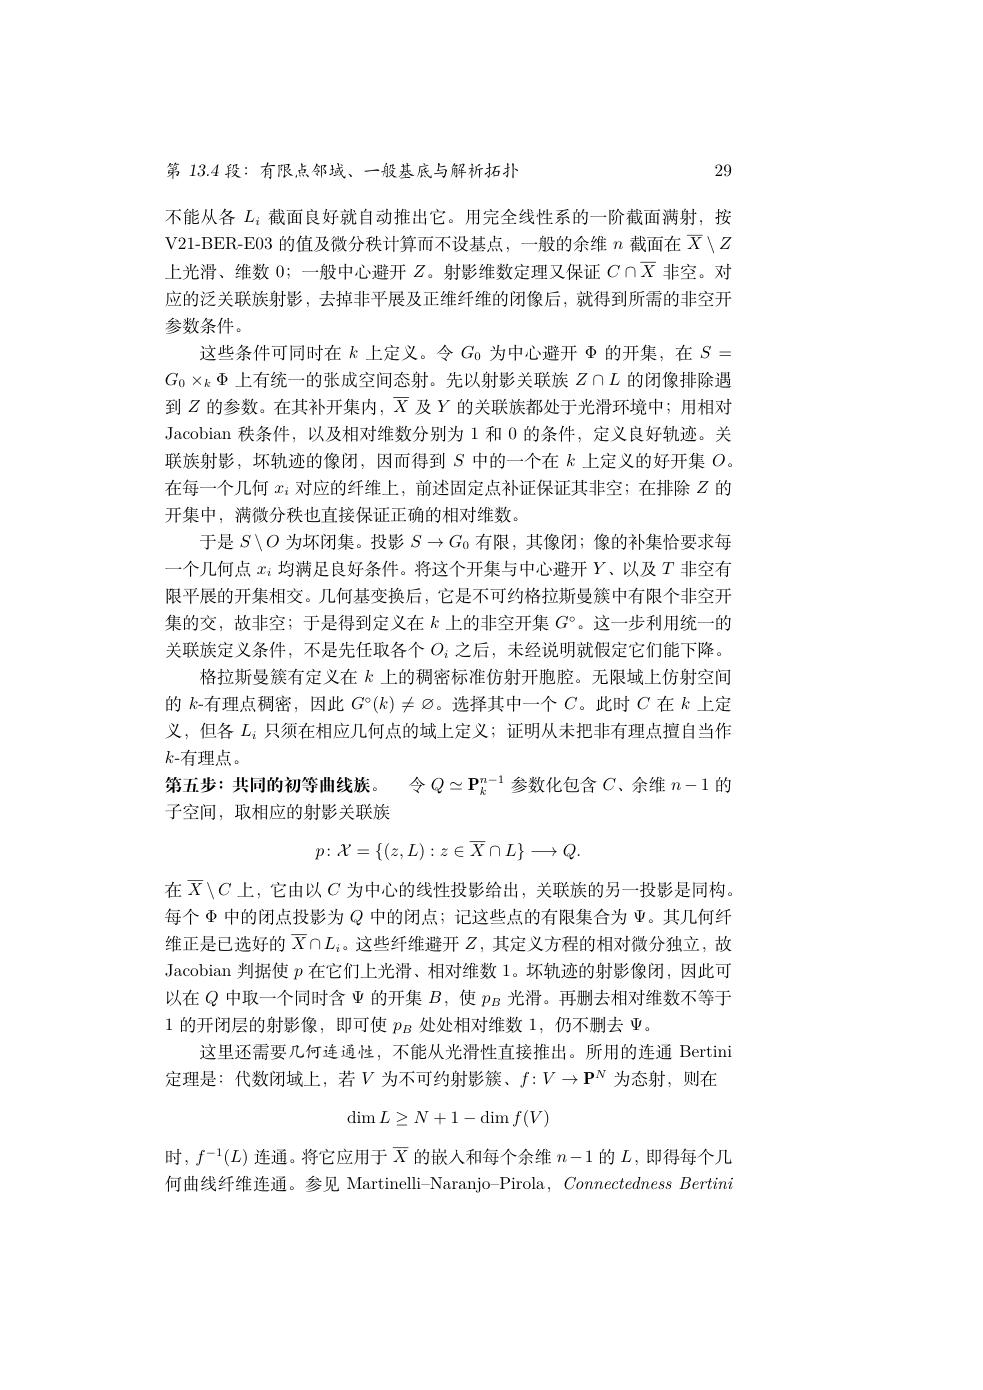 第 13.4 段：有限点邻域、一般基底与解析拓扑 29
不能从各 L_i 截面良好就自动推出它。用完全线性系的一阶截面满射，按
V21-BER-E03 的值及微分秩计算而不设基点，一般的余维 n 截面在 X̅ \ Z
上光滑、维数 0；一般中心避开 Z。射影维数定理又保证 C ∩ X̅ 非空。对
应的泛关联族射影，去掉非平展及正维纤维的闭像后，就得到所需的非空开
参数条件。
这些条件可同时在 k 上定义。令 G₀ 为中心避开 Φ 的开集，在 S =
G₀ ×_k Φ 上有统一的张成空间态射。先以射影关联族 Z ∩ L 的闭像排除遇
到 Z 的参数。在其补开集内，X̅ 及 Y 的关联族都处于光滑环境中；用相对
Jacobian 秩条件，以及相对维数分别为 1 和 0 的条件，定义良好轨迹。关
联族射影，坏轨迹的像闭，因而得到 S 中的一个在 k 上定义的好开集 O。
在每一个几何 x_i 对应的纤维上，前述固定点补证保证其非空；在排除 Z 的
开集中，满微分秩也直接保证正确的相对维数。
于是 S \ O 为坏闭集。投影 S → G₀ 有限，其像闭；像的补集恰要求每
一个几何点 x_i 均满足良好条件。将这个开集与中心避开 Y、以及 T 非空有
限平展的开集相交。几何基变换后，它是不可约格拉斯曼簇中有限个非空开
集的交，故非空；于是得到定义在 k 上的非空开集 G°。这一步利用统一的
关联族定义条件，不是先任取各个 O_i 之后，未经说明就假定它们能下降。
格拉斯曼簇有定义在 k 上的稠密标准仿射开胞腔。无限域上仿射空间
的 k-有理点稠密，因此 G°(k) ≠ ∅。选择其中一个 C。此时 C 在 k 上定
义，但各 L_i 只须在相应几何点的域上定义；证明从未把非有理点擅自当作
k-有理点。
第五步：共同的初等曲线族。 令 Q ≃ P_k^{n−1} 参数化包含 C、余维 n − 1 的
子空间，取相应的射影关联族
p: 𝒳 = {(z, L) : z ∈ X̅ ∩ L} ⟶ Q.
在 X̅ \ C 上，它由以 C 为中心的线性投影给出，关联族的另一投影是同构。
每个 Φ 中的闭点投影为 Q 中的闭点；记这些点的有限集合为 Ψ。其几何纤
维正是已选好的 X̅ ∩ L_i。这些纤维避开 Z，其定义方程的相对微分独立，故
Jacobian 判据使 p 在它们上光滑、相对维数 1。坏轨迹的射影像闭，因此可
以在 Q 中取一个同时含 Ψ 的开集 B，使 p_B 光滑。再删去相对维数不等于
1 的开闭层的射影像，即可使 p_B 处处相对维数 1，仍不删去 Ψ。
这里还需要几何连通性，不能从光滑性直接推出。所用的连通 Bertini
定理是：代数闭域上，若 V 为不可约射影簇、f: V → P^N 为态射，则在
dim L ≥ N + 1 − dim f(V)
时，f^{−1}(L) 连通。将它应用于 X̅ 的嵌入和每个余维 n − 1 的 L，即得每个几
何曲线纤维连通。参见 Martinelli–Naranjo–Pirola，Connectedness Bertini